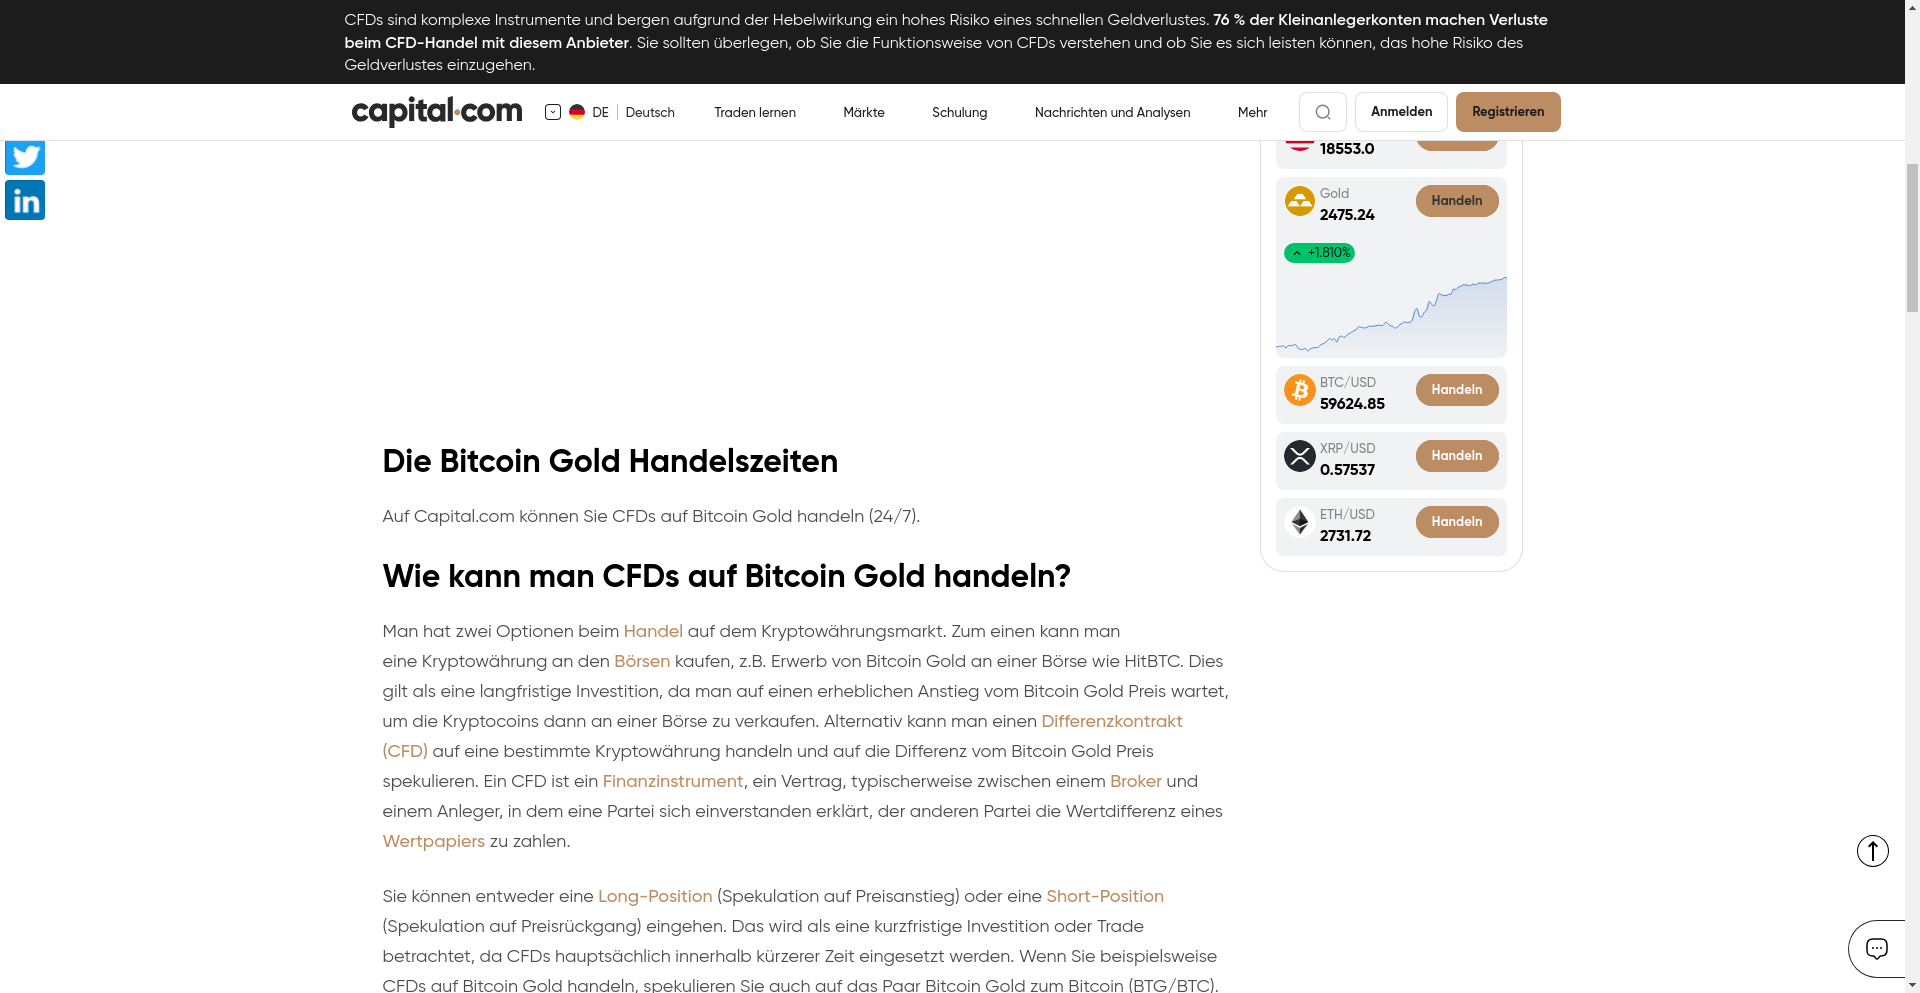 CFDs sind komplexe Instrumente und bergen aufgrund der Hebelwirkung ein hohes Risiko eines schnellen Geldverlustes. 76 % der Kleinanlegerkonten machen Verluste
beim CFD-Handel mit diesem Anbieter. Sie sollten überlegen, ob Sie die Funktionsweise von CFDs verstehen und ob Sie es sich leisten können, das hohe Risiko des
Geldverlustes einzugehen.
capital.com
DE Deutsch
Traden lernen
Märkte
Schulung
Nachrichten und Analysen
Mehr
Anmelden
Registrieren
in
18553.0
Gold
2475.24
Handeln
+1.810%
BTC/USD
59624.85
Handeln
XRP/USD
0.57537
Handeln
ETH/USD
2731.72
Handeln
Die Bitcoin Gold Handelszeiten
Auf Capital.com können Sie CFDs auf Bitcoin Gold handeln (24/7).
Wie kann man CFDs auf Bitcoin Gold handeln?
Man hat zwei Optionen beim Handel auf dem Kryptowährungsmarkt. Zum einen kann man
eine Kryptowährung an den Börsen kaufen, z.B. Erwerb von Bitcoin Gold an einer Börse wie HitBTC. Dies
gilt als eine langfristige Investition, da man auf einen erheblichen Anstieg vom Bitcoin Gold Preis wartet,
um die Kryptocoins dann an einer Börse zu verkaufen. Alternativ kann man einen Differenzkontrakt
(CFD) auf eine bestimmte Kryptowährung handeln und auf die Differenz vom Bitcoin Gold Preis
spekulieren. Ein CFD ist ein Finanzinstrument, ein Vertrag, typischerweise zwischen einem Broker und
einem Anleger, in dem eine Partei sich einverstanden erklärt, der anderen Partei die Wertdifferenz eines
Wertpapiers zu zahlen.
Sie können entweder eine Long-Position (Spekulation auf Preisanstieg) oder eine Short-Position
(Spekulation auf Preisrückgang) eingehen. Das wird als eine kurzfristige Investition oder Trade
betrachtet, da CFDs hauptsächlich innerhalb kürzerer Zeit eingesetzt werden. Wenn Sie beispielsweise
CFDs auf Bitcoin Gold handeln, spekulieren Sie auch auf das Paar Bitcoin Gold zum Bitcoin (BTG/BTC).